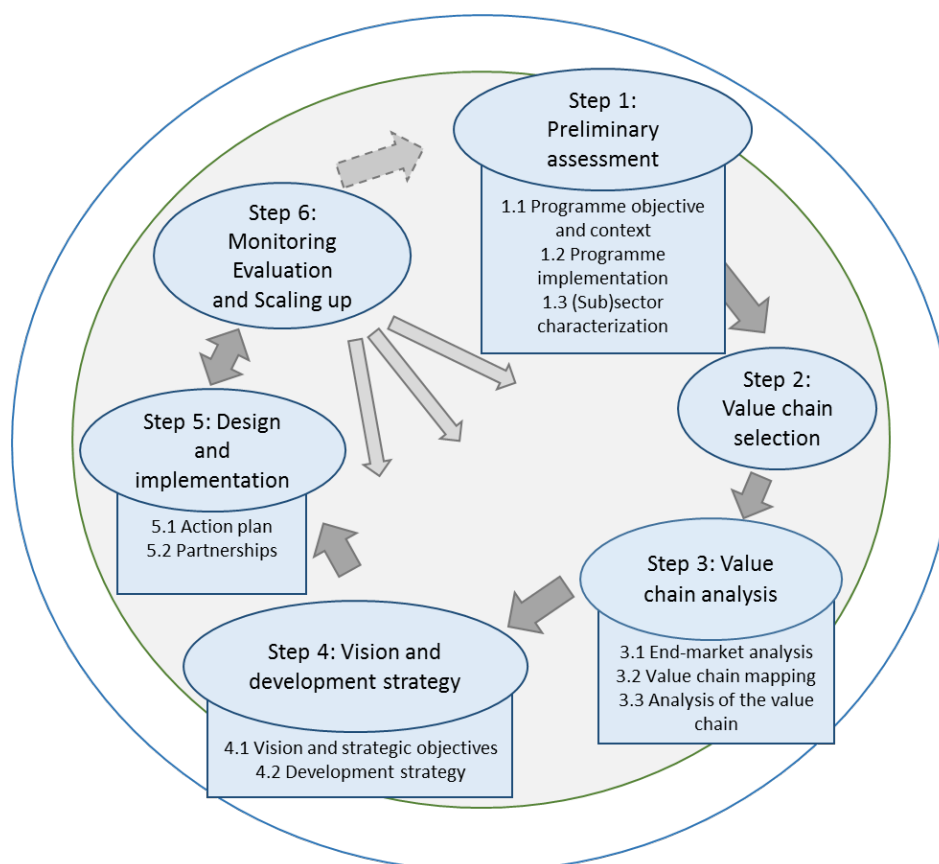 Step 1:
Preliminary
assessment
1.1 Programme objective
and context
1.2 Programme
implementation
1.3 (Sub)sector
characterization
Step 2:
Value chain
selection
Step 3: Value
chain analysis
3.1 End-market analysis
3.2 Value chain mapping
3.3 Analysis of the value
chain
Step 4: Vision and
development strategy
4.1 Vision and strategic objectives
4.2 Development strategy
Step 5: Design
and
implementation
5.1 Action plan
5.2 Partnerships
Step 6:
Monitoring
Evaluation
and Scaling up